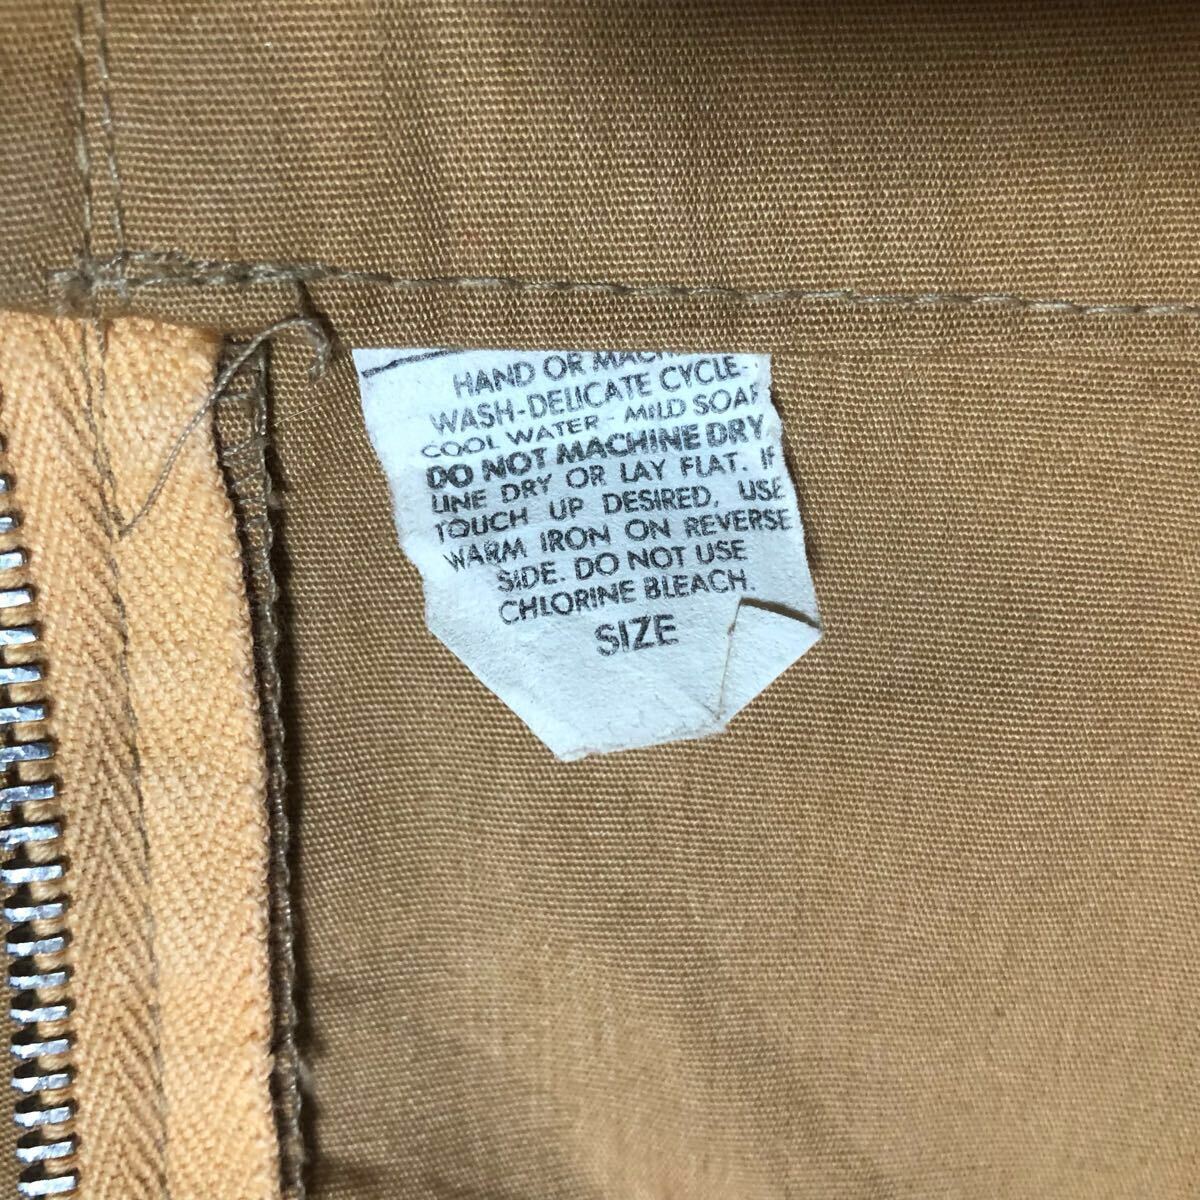 HAND OR MACHINE
WASH-DELICATE CYCLE-
COOL WATER - MILD SOAP
DO NOT MACHINE DRY,
LINE DRY OR LAY FLAT. IF
TOUCH UP DESIRED, USE
WARM IRON ON REVERSE
SIDE. DO NOT USE
CHLORINE BLEACH.
SIZE